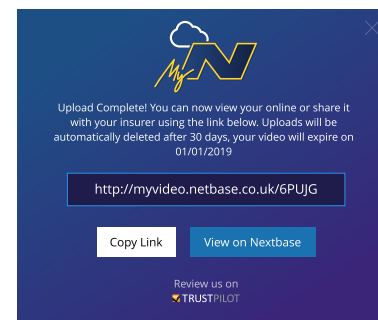 My N
Upload Complete! You can now view your online or share it
with your insurer using the link below. Uploads will be
automatically deleted after 30 days, your video will expire on
01/01/2019
http://myvideo.netbase.co.uk/6PUJG
Copy Link
View on Nextbase
Review us on
TRUSTPILOT